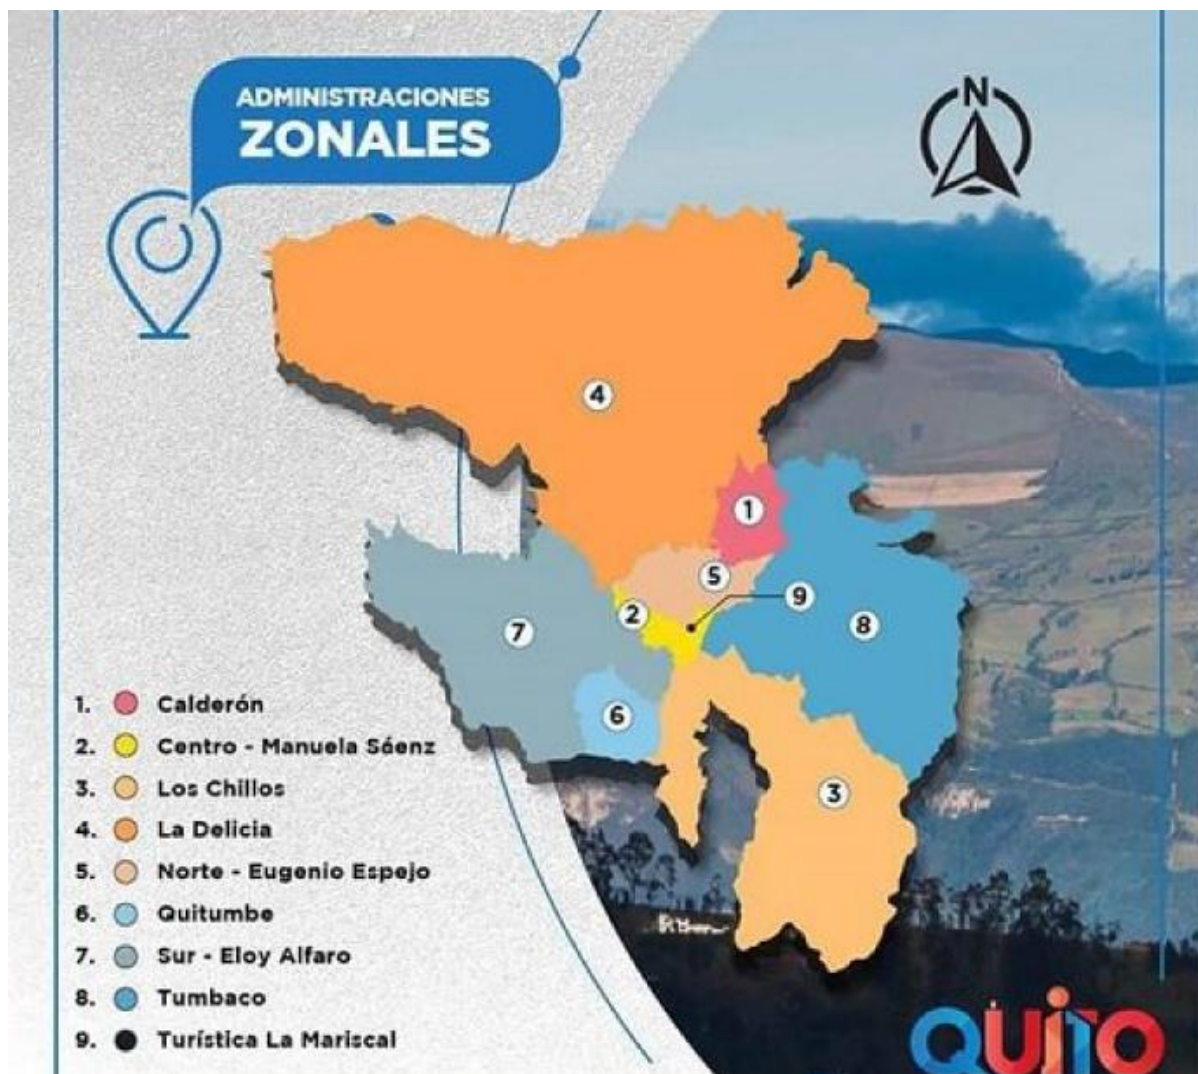 ADMINISTRACIONES
ZONALES
N
4
1
5
9
2
7
8
6
3
1. Calderón
2. Centro - Manuela Sáenz
3. Los Chillos
4. La Delicia
5. Norte - Eugenio Espejo
6. Quitumbe
7. Sur - Eloy Alfaro
8. Tumbaco
9. Turística La Mariscal
QUITO